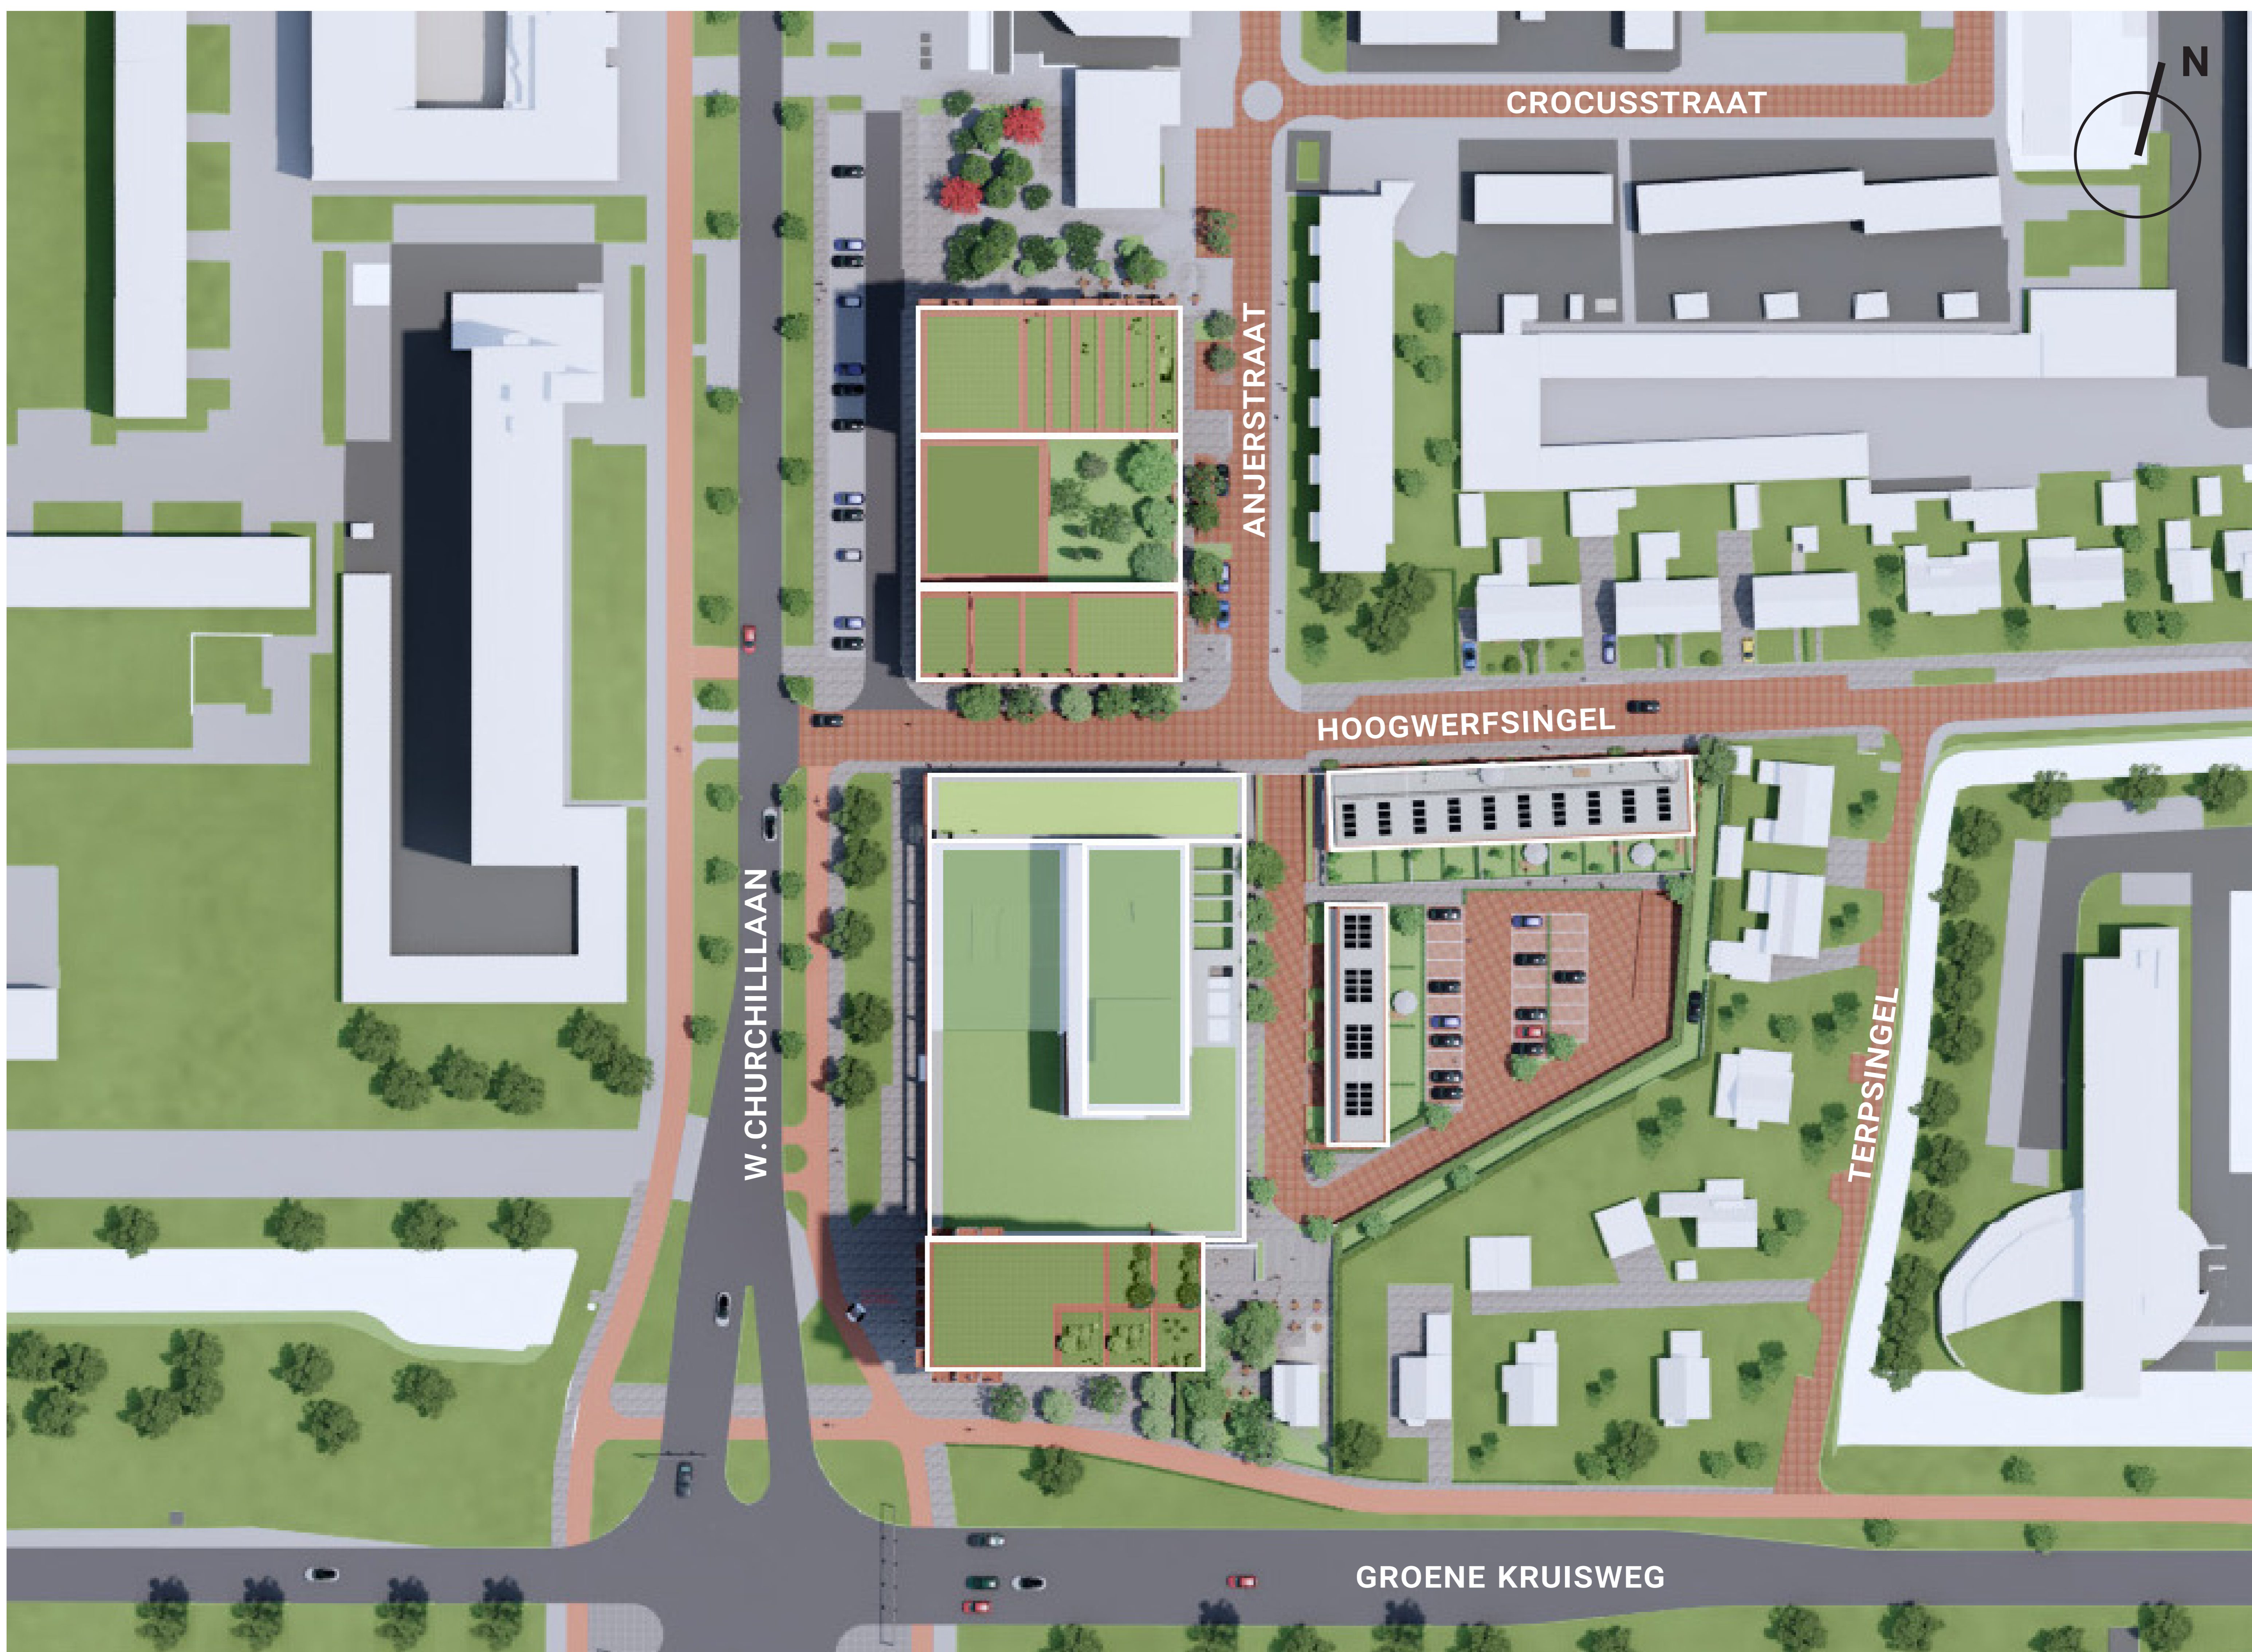 N
CROCUSSTRAAT
ANJERSTRAAT
HOOGWERFSINGEL
W.CHURCHILLLAAN
TERPSINGEL
GROENE KRUISWEG